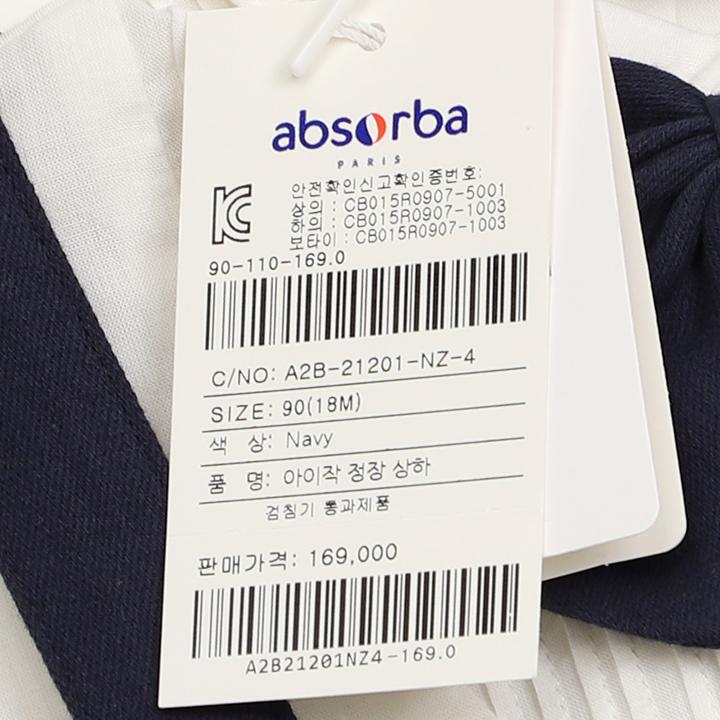 absorba
PARIS
안전확인신고확인증번호:
상의 : CB015R0907-5001
하의 : CB015R0907-1003
보타이 : CB015R0907-1003
90-110-169.0
C/NO: A2B-21201-NZ-4
SIZE: 90(18M)
색 상: Navy
품 명: 아이작 정장 상하
검침기 통과제품
판매가격: 169,000
A2B21201NZ4-169.0